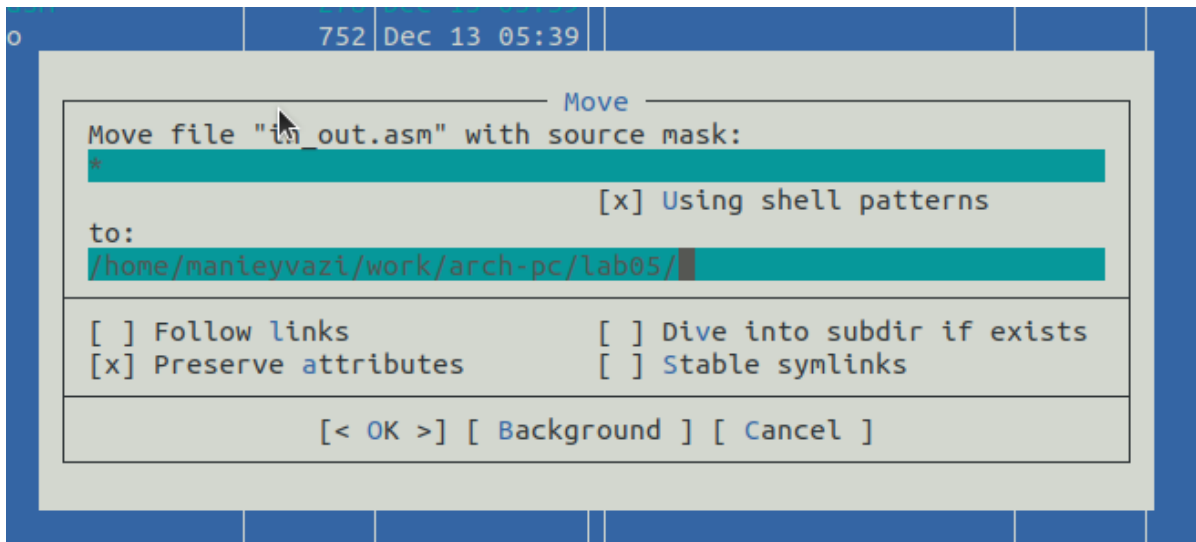 o 752 Dec 13 05:39
Move
Move file "in_out.asm" with source mask:
*
[x] Using shell patterns
to:
/home/manieyvazi/work/arch-pc/lab05/
[ ] Follow links [ ] Dive into subdir if exists
[x] Preserve attributes [ ] Stable symlinks
[< OK >] [ Background ] [ Cancel ]